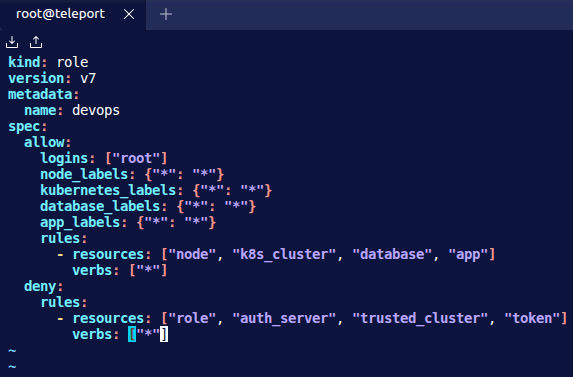 root@teleport
kind: role
version: v7
metadata:
  name: devops
spec:
  allow:
    logins: ["root"]
    node_labels: {"*": "*"}
    kubernetes_labels: {"*": "*"}
    database_labels: {"*": "*"}
    app_labels: {"*": "*"}
    rules:
      - resources: ["node", "k8s_cluster", "database", "app"]
        verbs: ["*"]
  deny:
    rules:
      - resources: ["role", "auth_server", "trusted_cluster", "token"]
        verbs: ["*"]
~
~